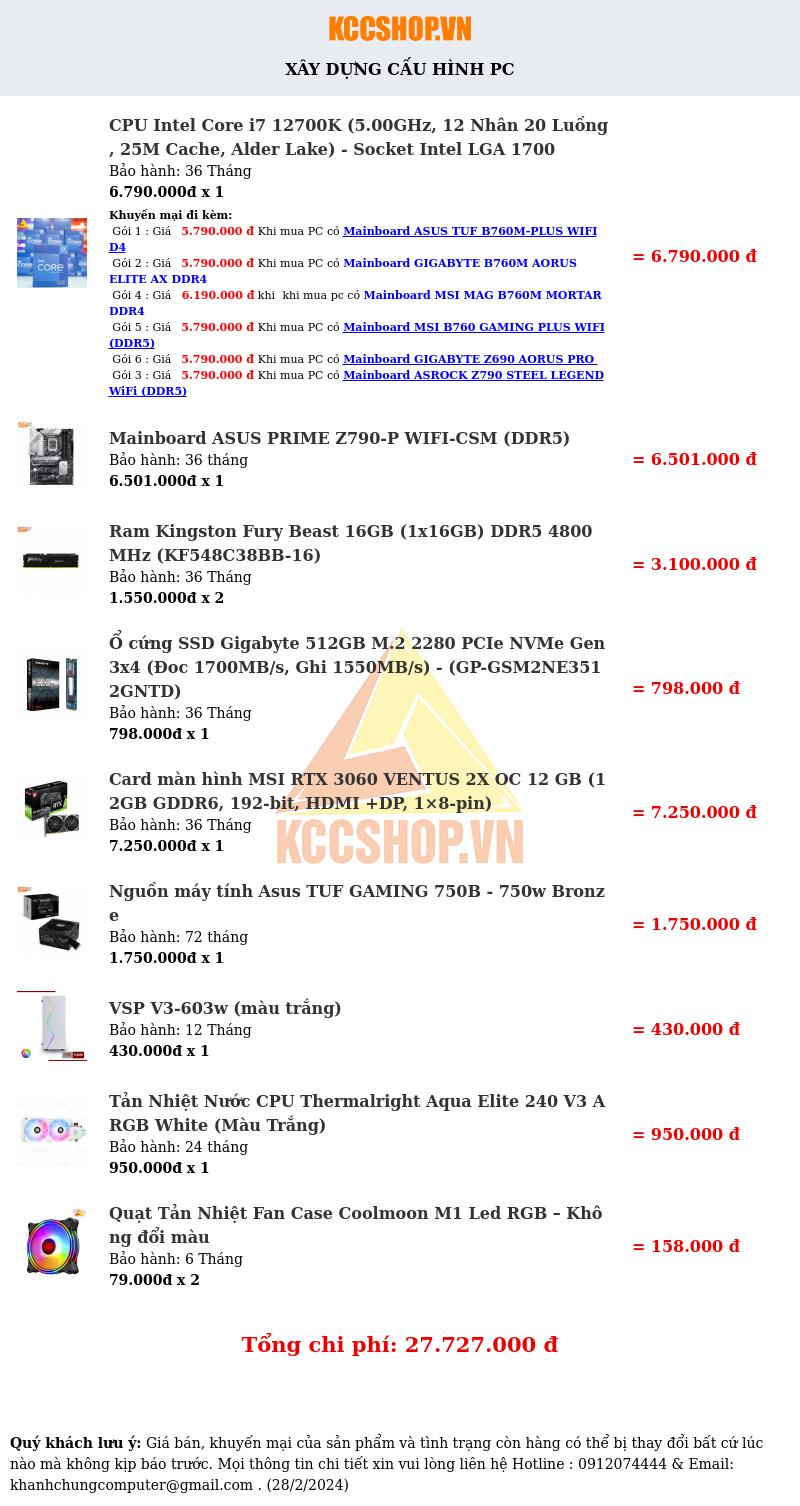 KCCSHOP.VN
XÂY DỰNG CẤU HÌNH PC
CPU Intel Core i7 12700K (5.00GHz, 12 Nhân 20 Luồng
, 25M Cache, Alder Lake) - Socket Intel LGA 1700
Bảo hành: 36 Tháng
6.790.000đ x 1
Khuyến mại đi kèm:
Gói 1 : Giá 5.790.000 đ Khi mua PC có Mainboard ASUS TUF B760M-PLUS WIFI
D4
Gói 2 : Giá 5.790.000 đ Khi mua PC có Mainboard GIGABYTE B760M AORUS
ELITE AX DDR4
Gói 4 : Giá 6.190.000 đ khi khi mua pc có Mainboard MSI MAG B760M MORTAR
DDR4
Gói 5 : Giá 5.790.000 đ Khi mua PC có Mainboard MSI B760 GAMING PLUS WIFI
(DDR5)
Gói 6 : Giá 5.790.000 đ Khi mua PC có Mainboard GIGABYTE Z690 AORUS PRO
Gói 3 : Giá 5.790.000 đ Khi mua PC có Mainboard ASROCK Z790 STEEL LEGEND
WiFi (DDR5)
= 6.790.000 đ
Mainboard ASUS PRIME Z790-P WIFI-CSM (DDR5)
Bảo hành: 36 tháng
6.501.000đ x 1
= 6.501.000 đ
Ram Kingston Fury Beast 16GB (1x16GB) DDR5 4800
MHz (KF548C38BB-16)
Bảo hành: 36 Tháng
1.550.000đ x 2
= 3.100.000 đ
Ổ cứng SSD Gigabyte 512GB M.2 2280 PCIe NVMe Gen
3x4 (Đoc 1700MB/s, Ghi 1550MB/s) - (GP-GSM2NE351
2GNTD)
Bảo hành: 36 Tháng
798.000đ x 1
= 798.000 đ
Card màn hình MSI RTX 3060 VENTUS 2X OC 12 GB (1
2GB GDDR6, 192-bit, HDMI +DP, 1×8-pin)
Bảo hành: 36 Tháng
7.250.000đ x 1
= 7.250.000 đ
KCCSHOP.VN
Nguồn máy tính Asus TUF GAMING 750B - 750w Bronz
e
Bảo hành: 72 tháng
1.750.000đ x 1
= 1.750.000 đ
VSP V3-603w (màu trắng)
Bảo hành: 12 Tháng
430.000đ x 1
= 430.000 đ
Tản Nhiệt Nước CPU Thermalright Aqua Elite 240 V3 A
RGB White (Màu Trắng)
Bảo hành: 24 tháng
950.000đ x 1
= 950.000 đ
Quạt Tản Nhiệt Fan Case Coolmoon M1 Led RGB – Khô
ng đổi màu
Bảo hành: 6 Tháng
79.000đ x 2
= 158.000 đ
Tổng chi phí: 27.727.000 đ
Quý khách lưu ý: Giá bán, khuyến mại của sản phẩm và tình trạng còn hàng có thể bị thay đổi bất cứ lúc
nào mà không kịp báo trước. Mọi thông tin chi tiết xin vui lòng liên hệ Hotline : 0912074444 & Email:
khanhchungcomputer@gmail.com . (28/2/2024)